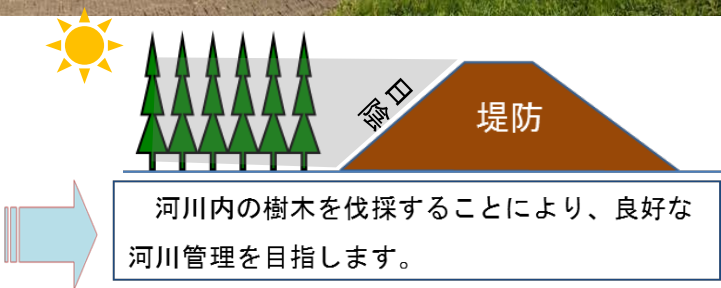 日陰
堤防
　河川内の樹木を伐採することにより、良好な
河川管理を目指します。